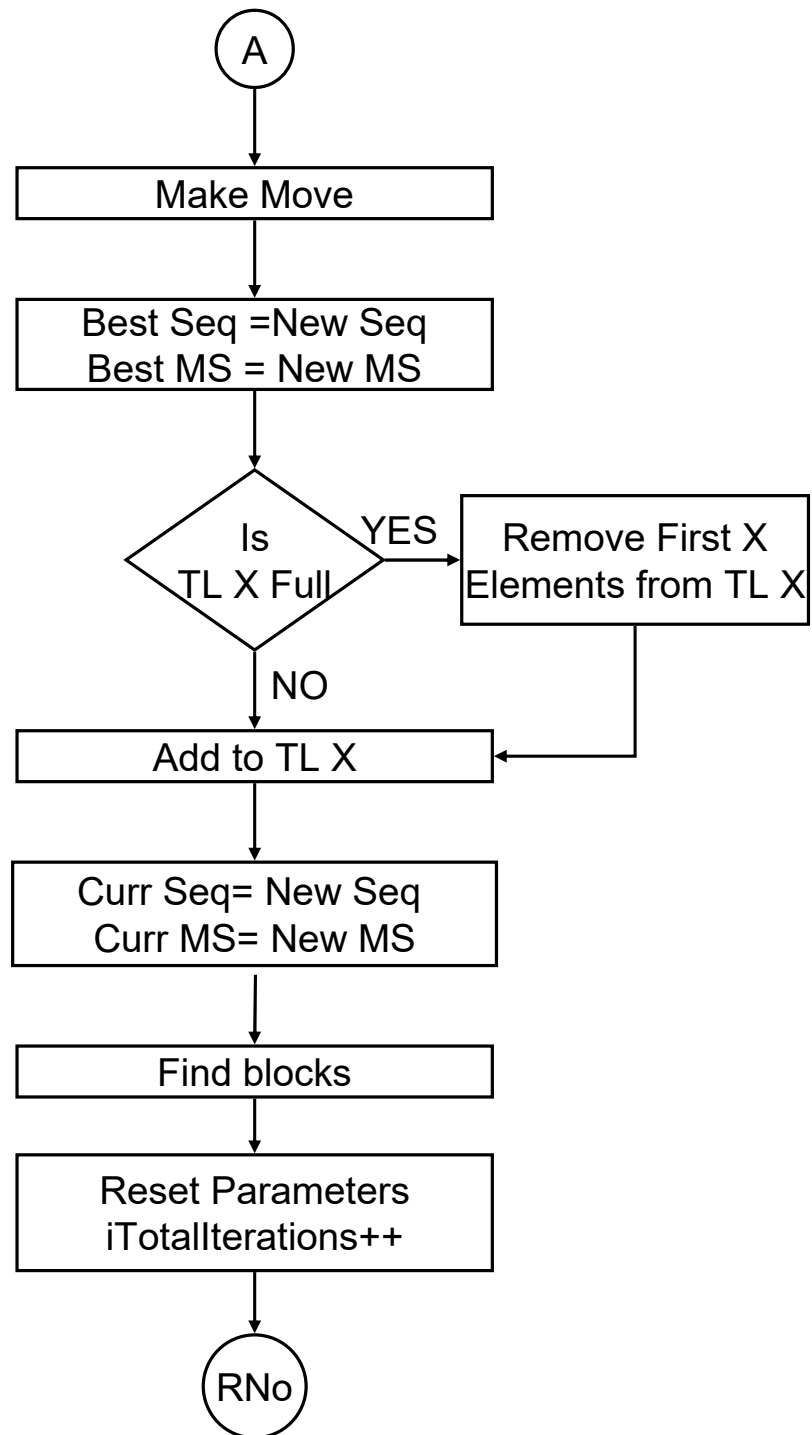 A
Make Move
Best Seq =New Seq
Best MS = New MS
Is
TL X Full
YES
Remove First X
Elements from TL X
NO
Add to TL X
Curr Seq= New Seq
Curr MS= New MS
Find blocks
Reset Parameters
iTotalIterations++
RNo